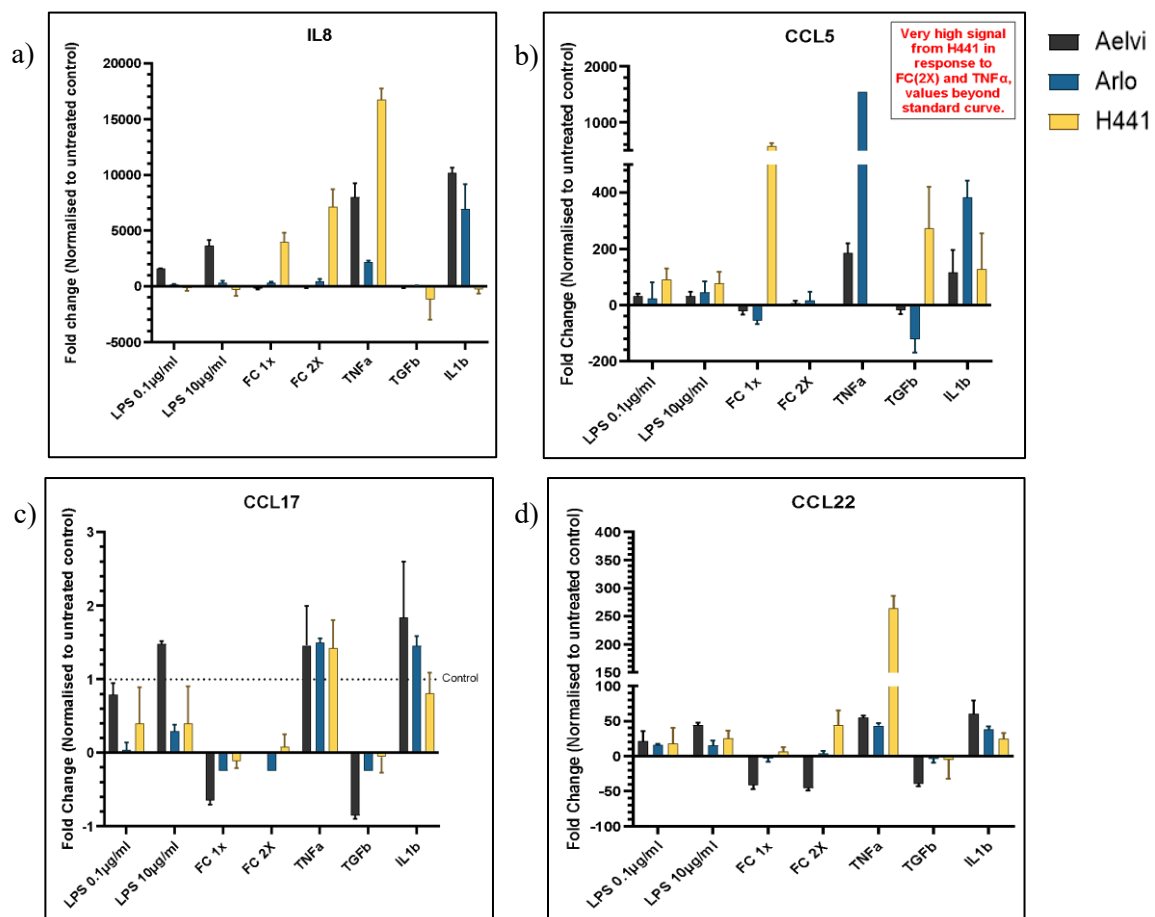 a)
IL8
Fold change (Normalised to untreated control)
20000
15000
10000
5000
0
-5000
LPS 0.1µg/ml
LPS 10µg/ml
FC 1x
FC 2X
TNFa
TGFb
IL1b
b)
CCL5
Very high signal
from H441 in
response to
FC(2X) and TNFα,
values beyond
standard curve.
Fold Change (Normalised to untreated control)
2000
1000
400
200
0
-200
LPS 0.1µg/ml
LPS 10µg/ml
FC 1x
FC 2X
TNFa
TGFb
IL1b
Aelvi
Arlo
H441
c)
CCL17
Fold Change (Normalised to untreated control)
3
2
1
0
-1
Control
LPS 0.1µg/ml
LPS 10µg/ml
FC 1x
FC 2X
TNFa
TGFb
IL1b
d)
CCL22
Fold Change (Normalised to untreated control)
400
350
300
250
200
150
100
50
0
-50
-100
LPS 0.1µg/ml
LPS 10µg/ml
FC 1x
FC 2X
TNFa
TGFb
IL1b